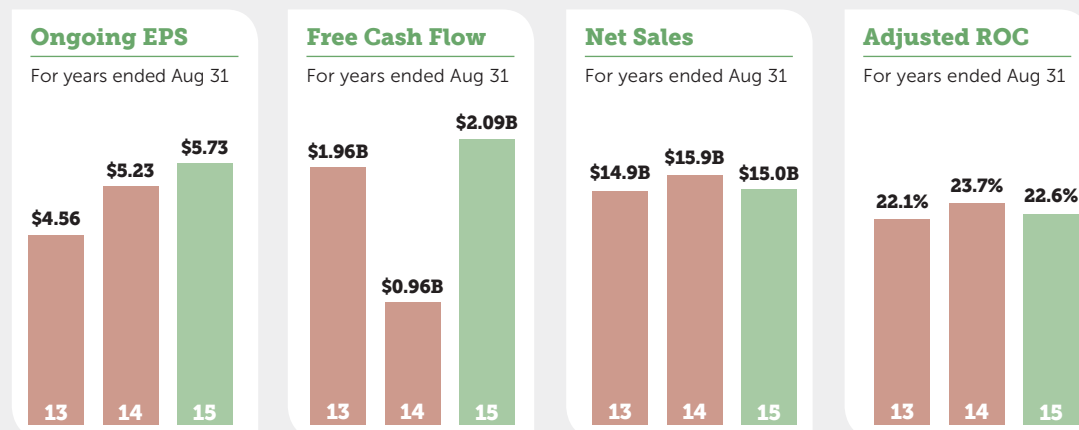 Ongoing EPS
For years ended Aug 31
$4.56
$5.23
$5.73
13
14
15
Free Cash Flow
For years ended Aug 31
$1.96B
$0.96B
$2.09B
13
14
15
Net Sales
For years ended Aug 31
$14.9B
$15.9B
$15.0B
13
14
15
Adjusted ROC
For years ended Aug 31
22.1%
23.7%
22.6%
13
14
15